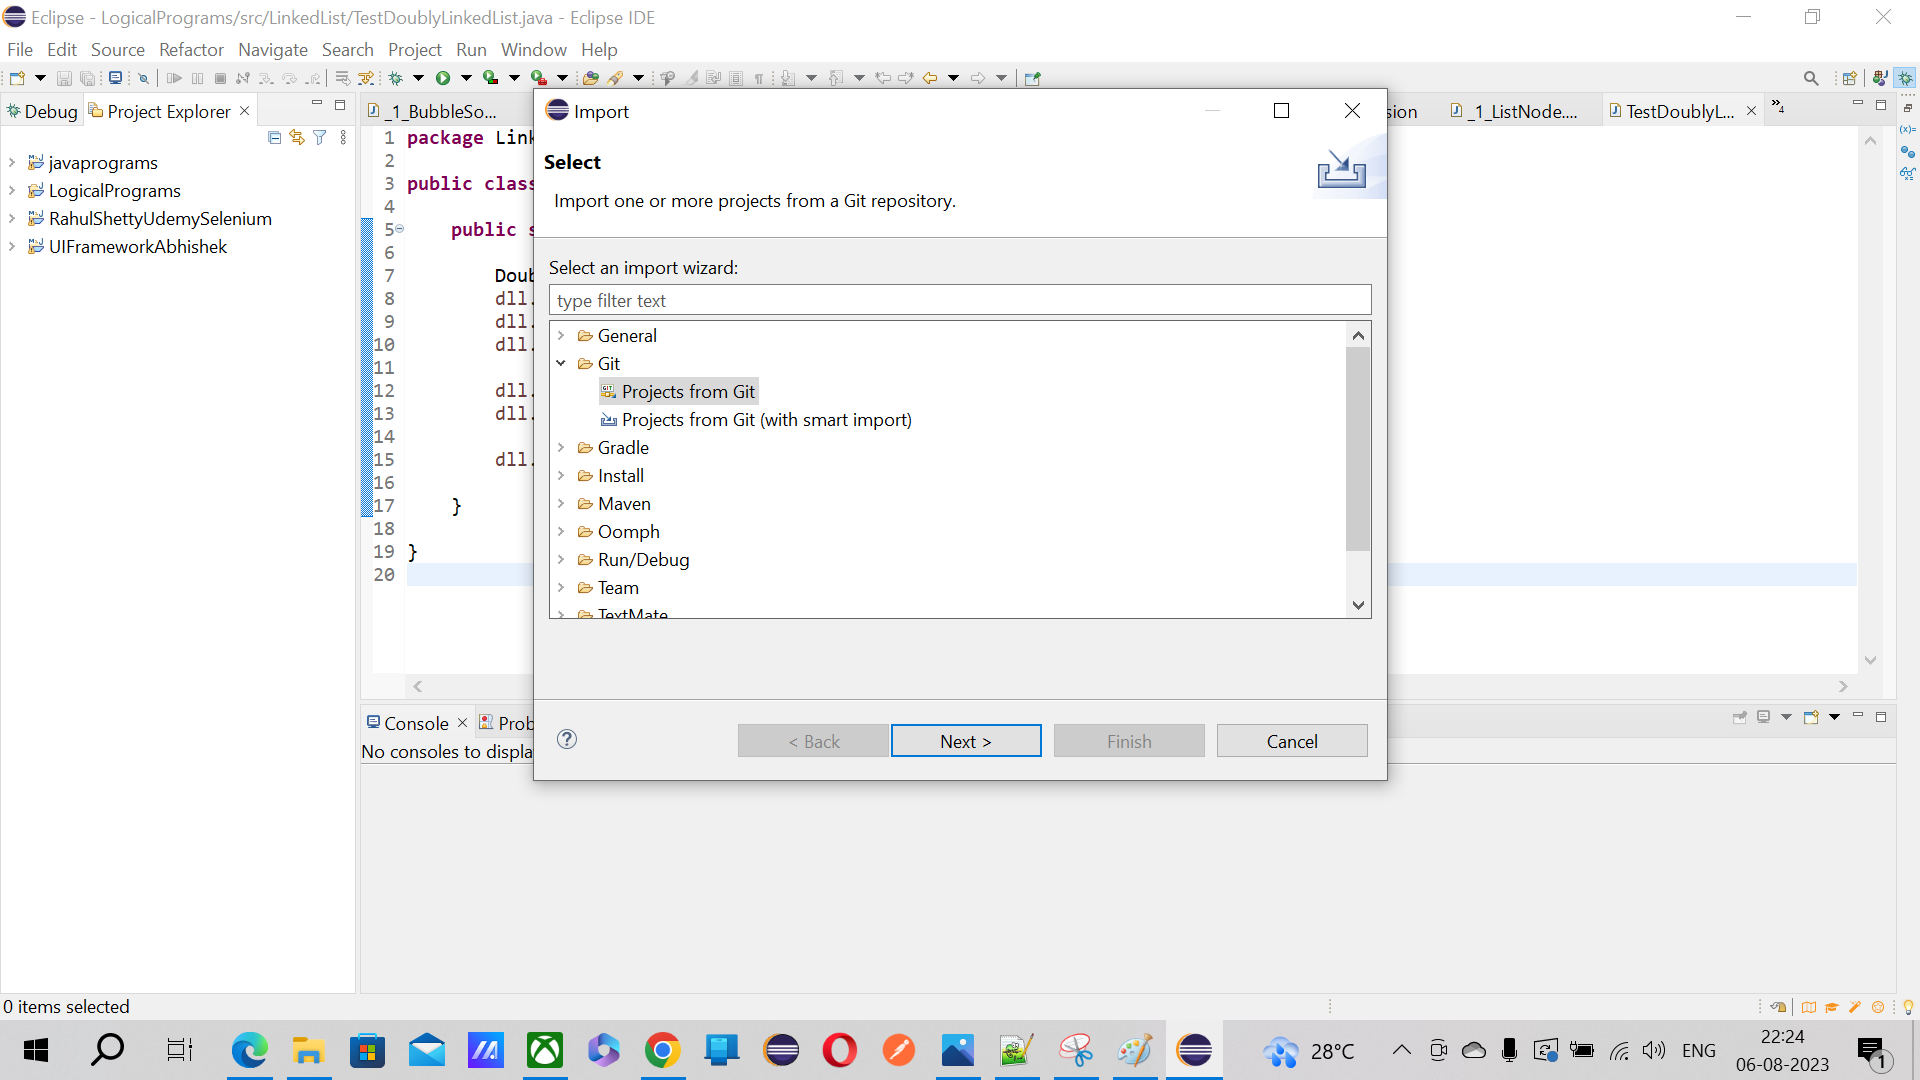 Eclipse - LogicalPrograms/src/LinkedList/TestDoublyLinkedList.java - Eclipse IDE
File Edit Source Refactor Navigate Search Project Run Window Help
Debug Project Explorer
_1_BubbleSo... sion _1_ListNode.... TestDoublyL... »4
javaprograms
LogicalPrograms
RahulShettyUdemySelenium
UIFrameworkAbhishek
1 package Link
2
3 public class
4
5 public s
6
7 Doub
8 dll.
9 dll.
10 dll.
11
12 dll.
13 dll.
14
15 dll.
16
17 }
18
19 }
20
Import
Select
Import one or more projects from a Git repository.
Select an import wizard:
type filter text
General
Git
Projects from Git
Projects from Git (with smart import)
Gradle
Install
Maven
Oomph
Run/Debug
Team
TextMate
< Back Next > Finish Cancel
Console Prob
No consoles to displa
0 items selected
28°C ENG
22:24
06-08-2023
1